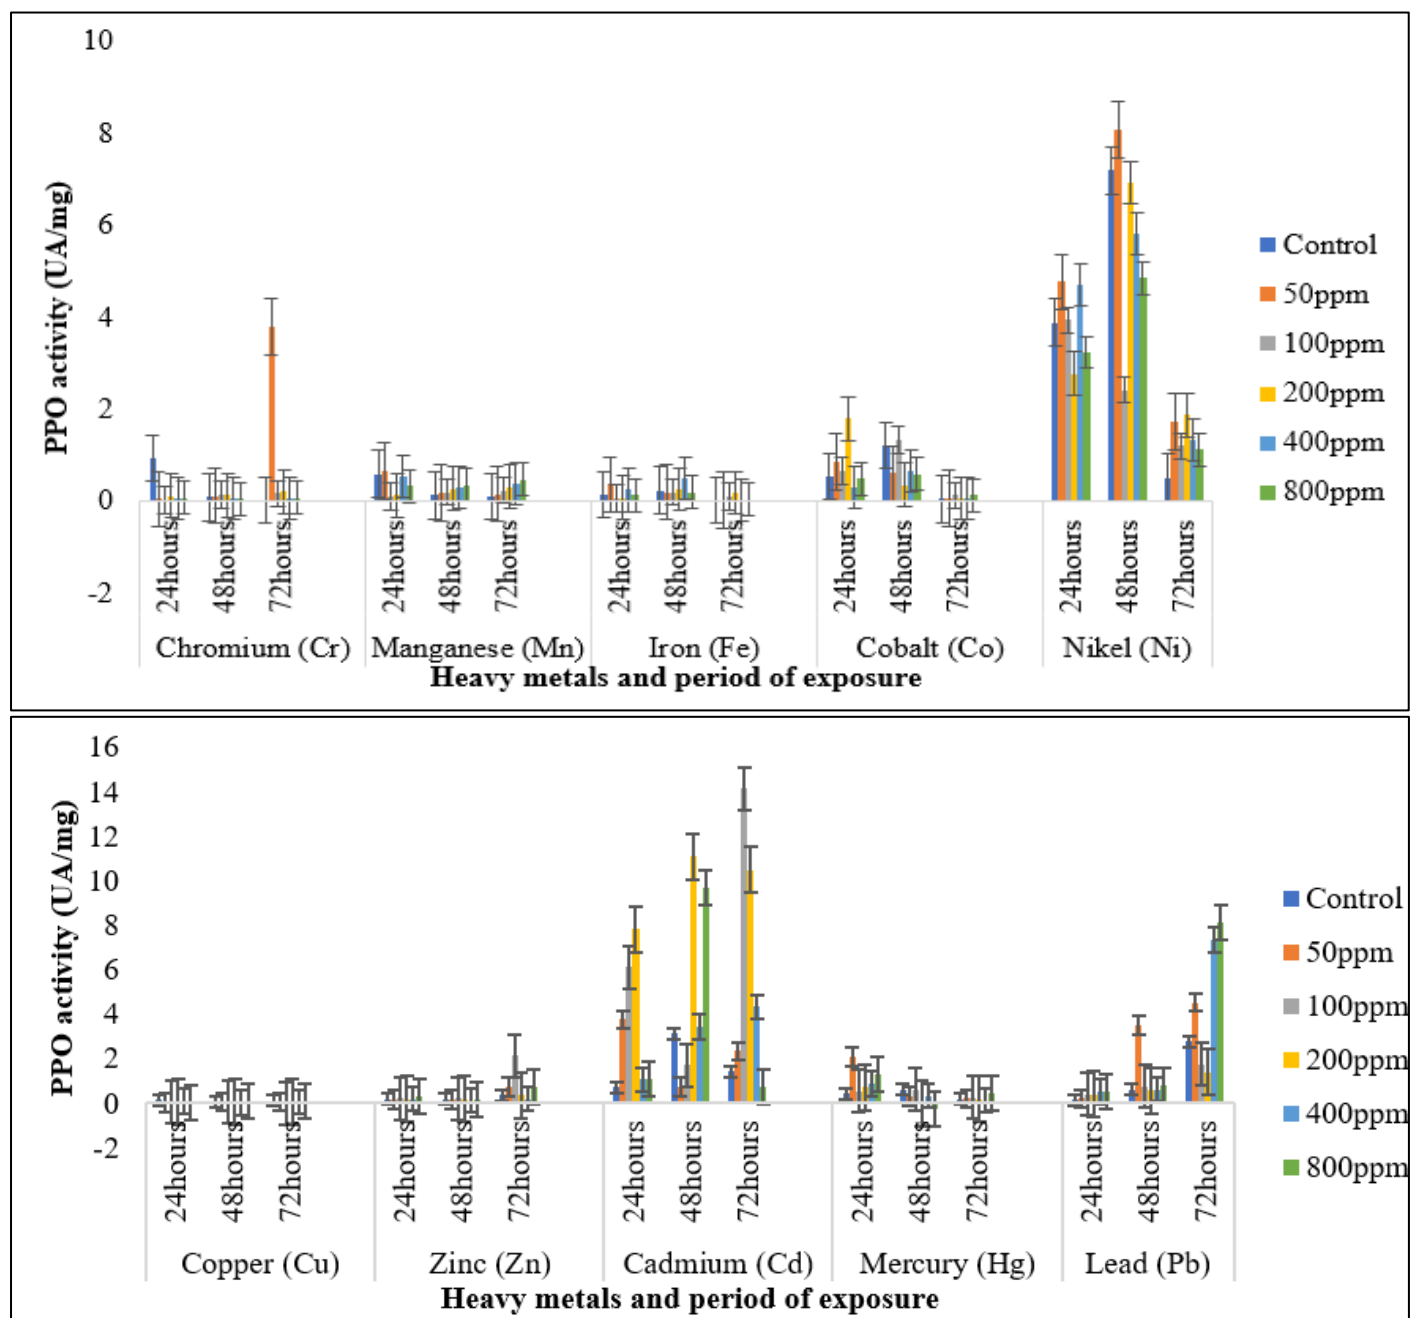 10
8
6
4
2
0
-2
PPO activity (UA/mg)
24hours 48hours 72hours 24hours 48hours 72hours 24hours 48hours 72hours 24hours 48hours 72hours 24hours 48hours 72hours
Chromium (Cr) Manganese (Mn) Iron (Fe) Cobalt (Co) Nikel (Ni)
Heavy metals and period of exposure
Control
50ppm
100ppm
200ppm
400ppm
800ppm
16
14
12
10
8
6
4
2
0
-2
PPO activity (UA/mg)
24hours 48hours 72hours 24hours 48hours 72hours 24hours 48hours 72hours 24hours 48hours 72hours 24hours 48hours 72hours
Copper (Cu) Zinc (Zn) Cadmium (Cd) Mercury (Hg) Lead (Pb)
Heavy metals and period of exposure
Control
50ppm
100ppm
200ppm
400ppm
800ppm